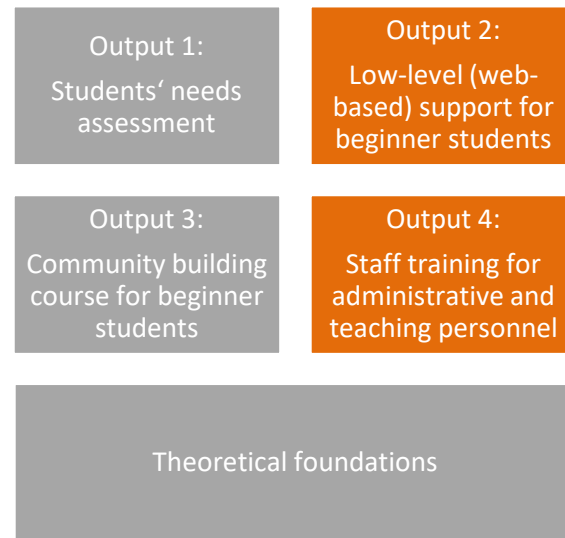 Output 1:
Students‘ needs
assessment
Output 2:
Low-level (web-
based) support for
beginner students
Output 3:
Community building
course for beginner
students
Output 4:
Staff training for
administrative and
teaching personnel
Theoretical foundations